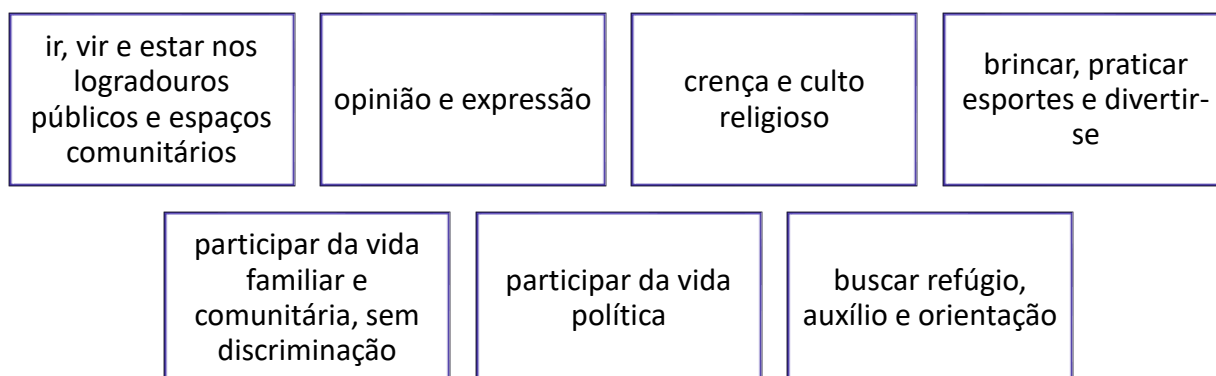 ir, vir e estar nos
logradouros
públicos e espaços
comunitários
opinião e expressão
crença e culto
religioso
brincar, praticar
esportes e divertir-
se
participar da vida
familiar e
comunitária, sem
discriminação
participar da vida
política
buscar refúgio,
auxílio e orientação